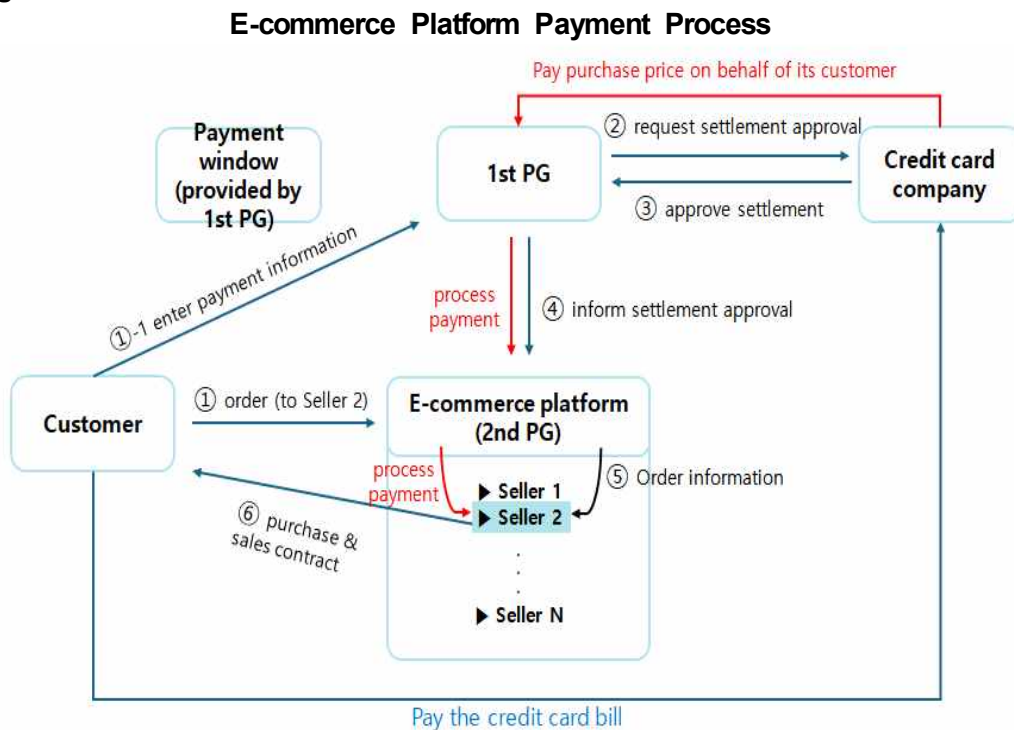 E-commerce Platform Payment Process
Pay purchase price on behalf of its customer
Payment
window
(provided by
1st PG)
1st PG
② request settlement approval
③ approve settlement
Credit card
company
①-1 enter payment information
process
payment
④ inform settlement approval
Customer
① order (to Seller 2)
E-commerce platform
(2nd PG)
process
payment
⑤ Order information
▶ Seller 1
▶ Seller 2
⑥ purchase &
sales contract
.
.
.
.
▶ Seller N
Pay the credit card bill